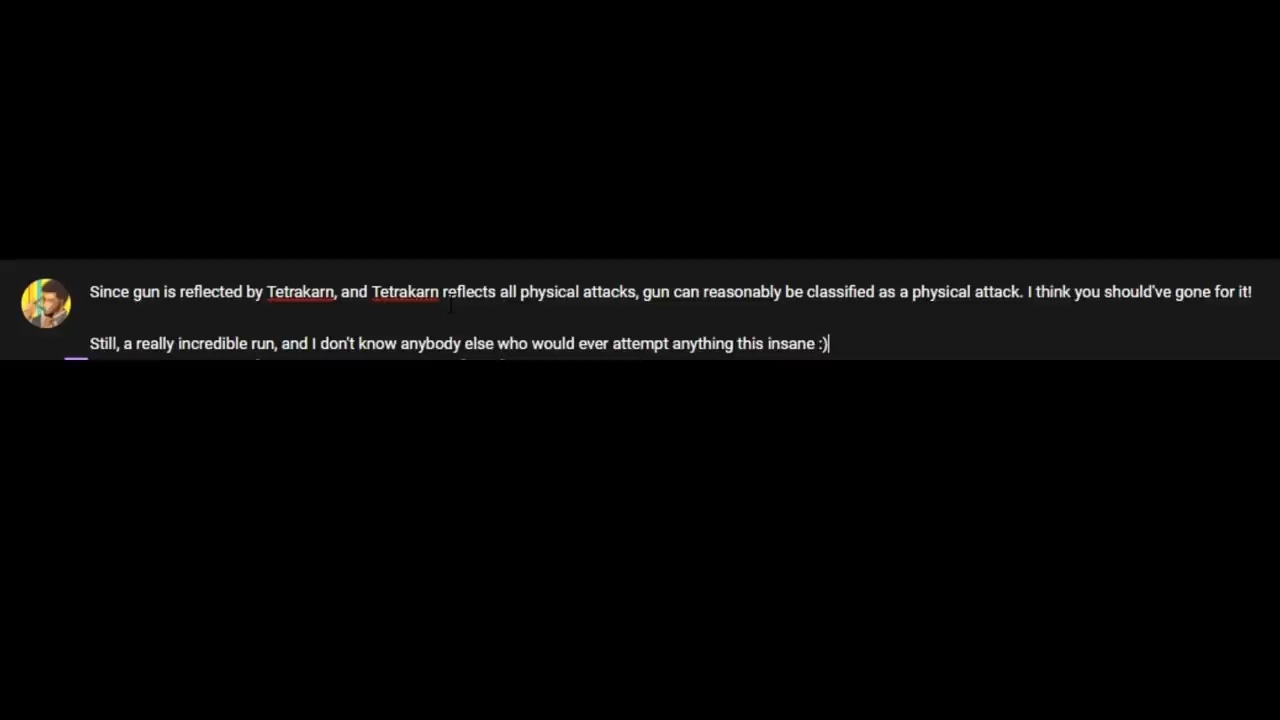 Since gun is reflected by Tetrakarn, and Tetrakarn reflects all physical attacks, gun can reasonably be classified as a physical attack. I think you should've gone for it!
Still, a really incredible run, and I don't know anybody else who would ever attempt anything this insane :)